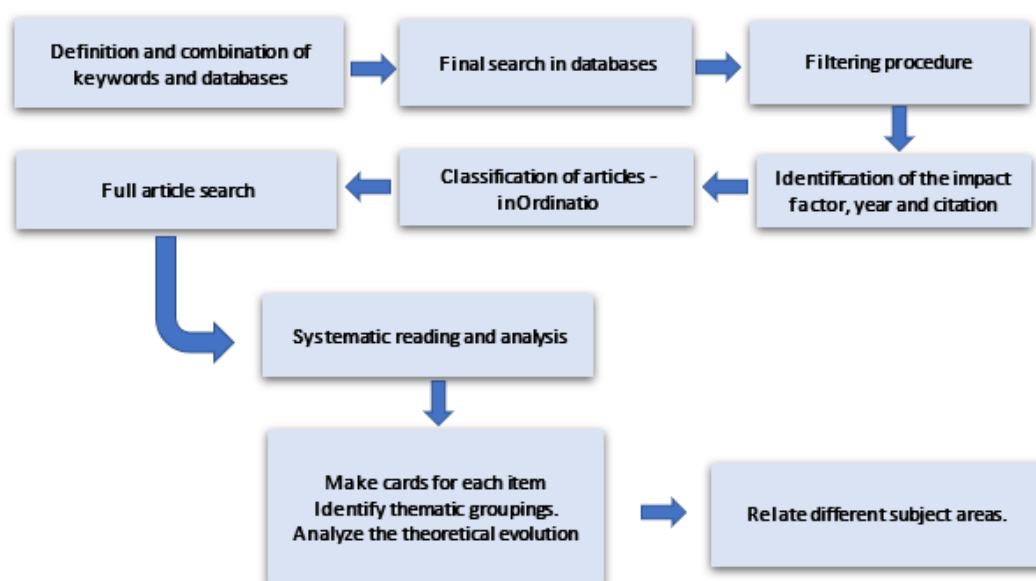 Definition and combination of
keywords and databases
Final search in databases
Filtering procedure
Identification of the impact
factor, year and citation
Classification of articles –
inOrdinatio
Full article search
Systematic reading and analysis
Make cards for each item
Identify thematic groupings.
Analyze the theoretical evolution
Relate different subject areas.